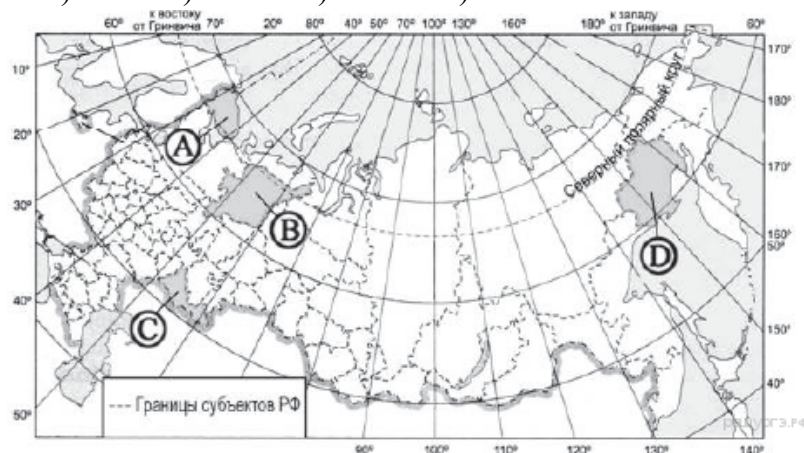 к востоку
от Гринвича
к западу
от Гринвича
60° 70° 20° 80° 40° 50° 70° 100° 130° 160° 180° 60°
10°
20°
30°
40°
50°
170°
180°
170°
160°
50°
150°
40°
Северный полярный круг
A
B
C
D
--- Границы субъектов РФ
90° 100° 110° 120° 130° 140°